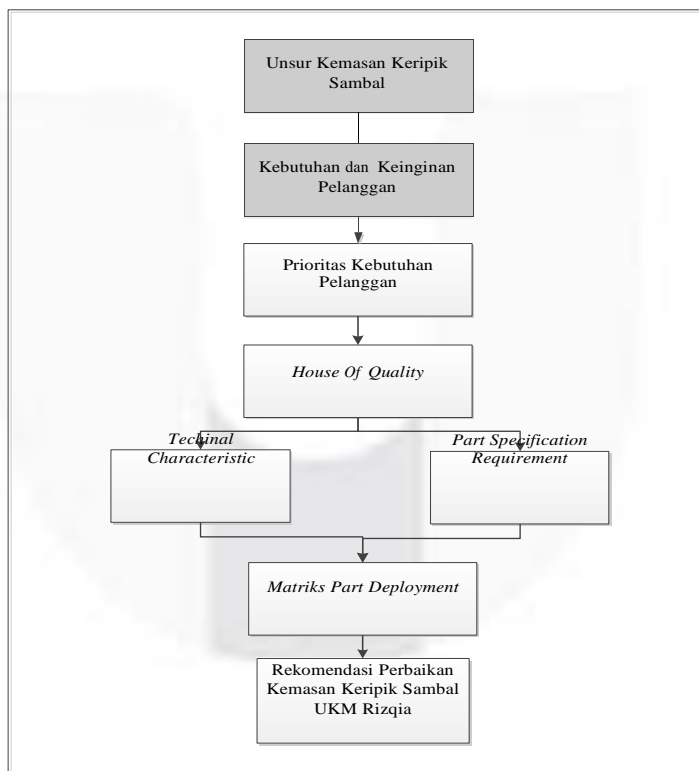 Unsur Kemasan Keripik
Sambal
Kebutuhan dan Keinginan
Pelanggan
Prioritas Kebutuhan
Pelanggan
House Of Quality
Techinal
Characteristic
Part Specification
Requirement
Matriks Part Deployment
Rekomendasi Perbaikan
Kemasan Keripik Sambal
UKM Rizqia